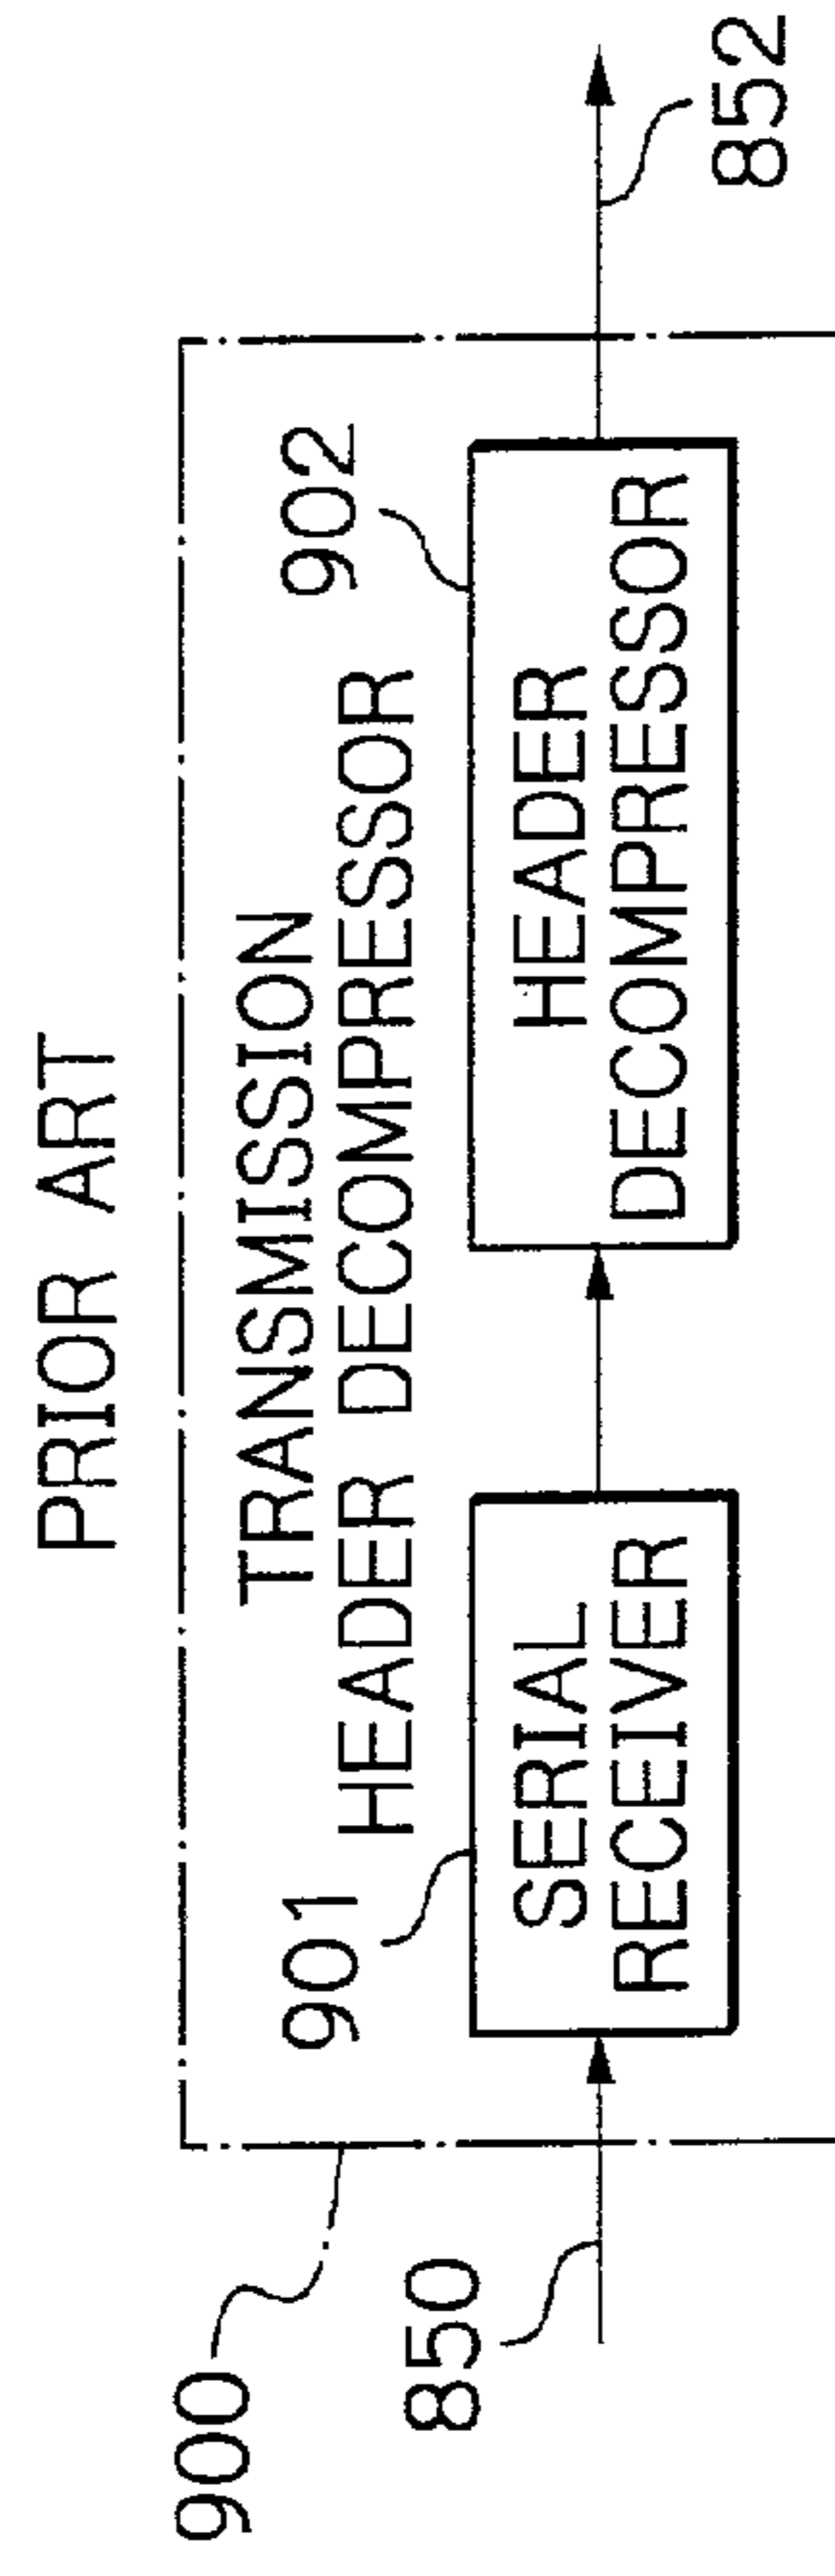 PRIOR ART
900
TRANSMISSION
HEADER DECOMPRESSOR
901
902
850
SERIAL
RECEIVER
HEADER
DECOMPRESSOR
852